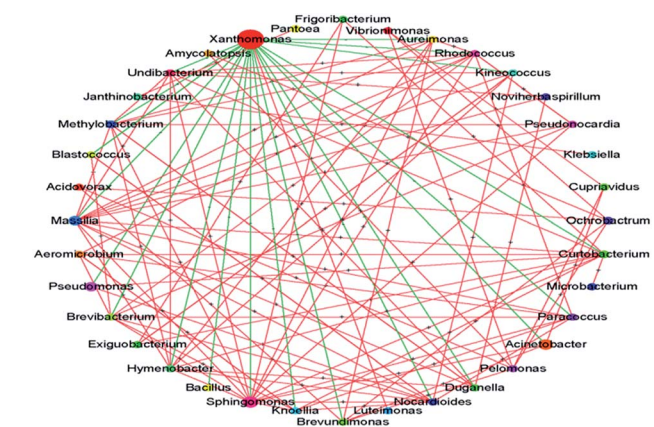 Frigoribacterium
Pantoea
Vibrionimonas
Xanthomonas
Aureimonas
Amycolatopsis
Rhodococcus
Undibacterium
Kineococcus
Janthinobacterium
Noviherbaspirillum
Methylobacterium
Pseudonocardia
Blastococcus
Klebsiella
Acidovorax
Cupriavidus
Massilia
Ochrobactrum
Aeromicrobium
Curtobacterium
Pseudomonas
Microbacterium
Brevibacterium
Paracoccus
Exiguobacterium
Acinetobacter
Hymenobacter
Pelomonas
Bacillus
Duganella
Sphingomonas
Nocardioides
Knoellia
Luteimonas
Brevundimonas